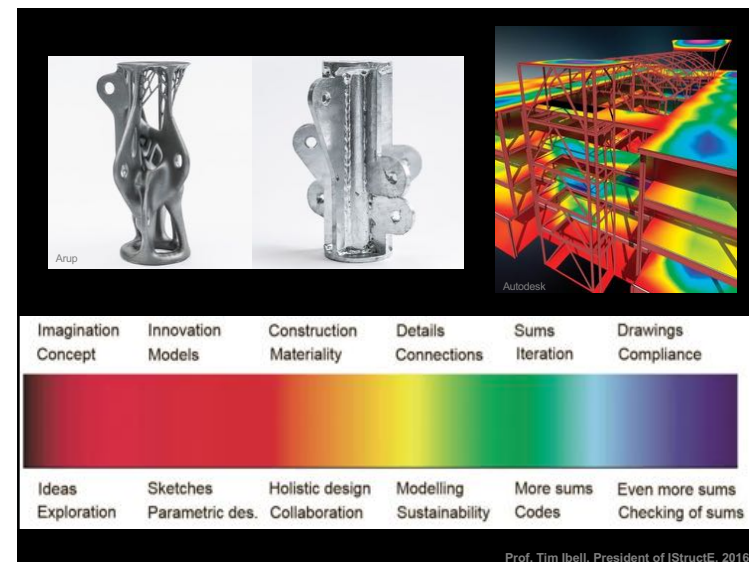 Arup
Autodesk
Imagination Innovation Construction Details Sums Drawings
Concept Models Materiality Connections Iteration Compliance
Ideas Sketches Holistic design Modelling More sums Even more sums
Exploration Parametric des. Collaboration Sustainability Codes Checking of sums
Prof. Tim Ibell, President of IStructE, 2016